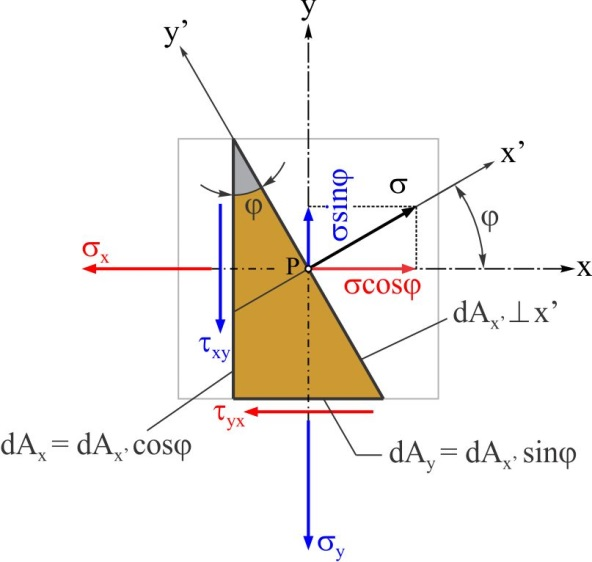 y
y’
x’
σ
σsinφ
φ
φ
σx
P
x
σcosφ
dAx’⊥x’
τxy
τyx
dAx = dAx’cosφ
dAy = dAx’sinφ
σy